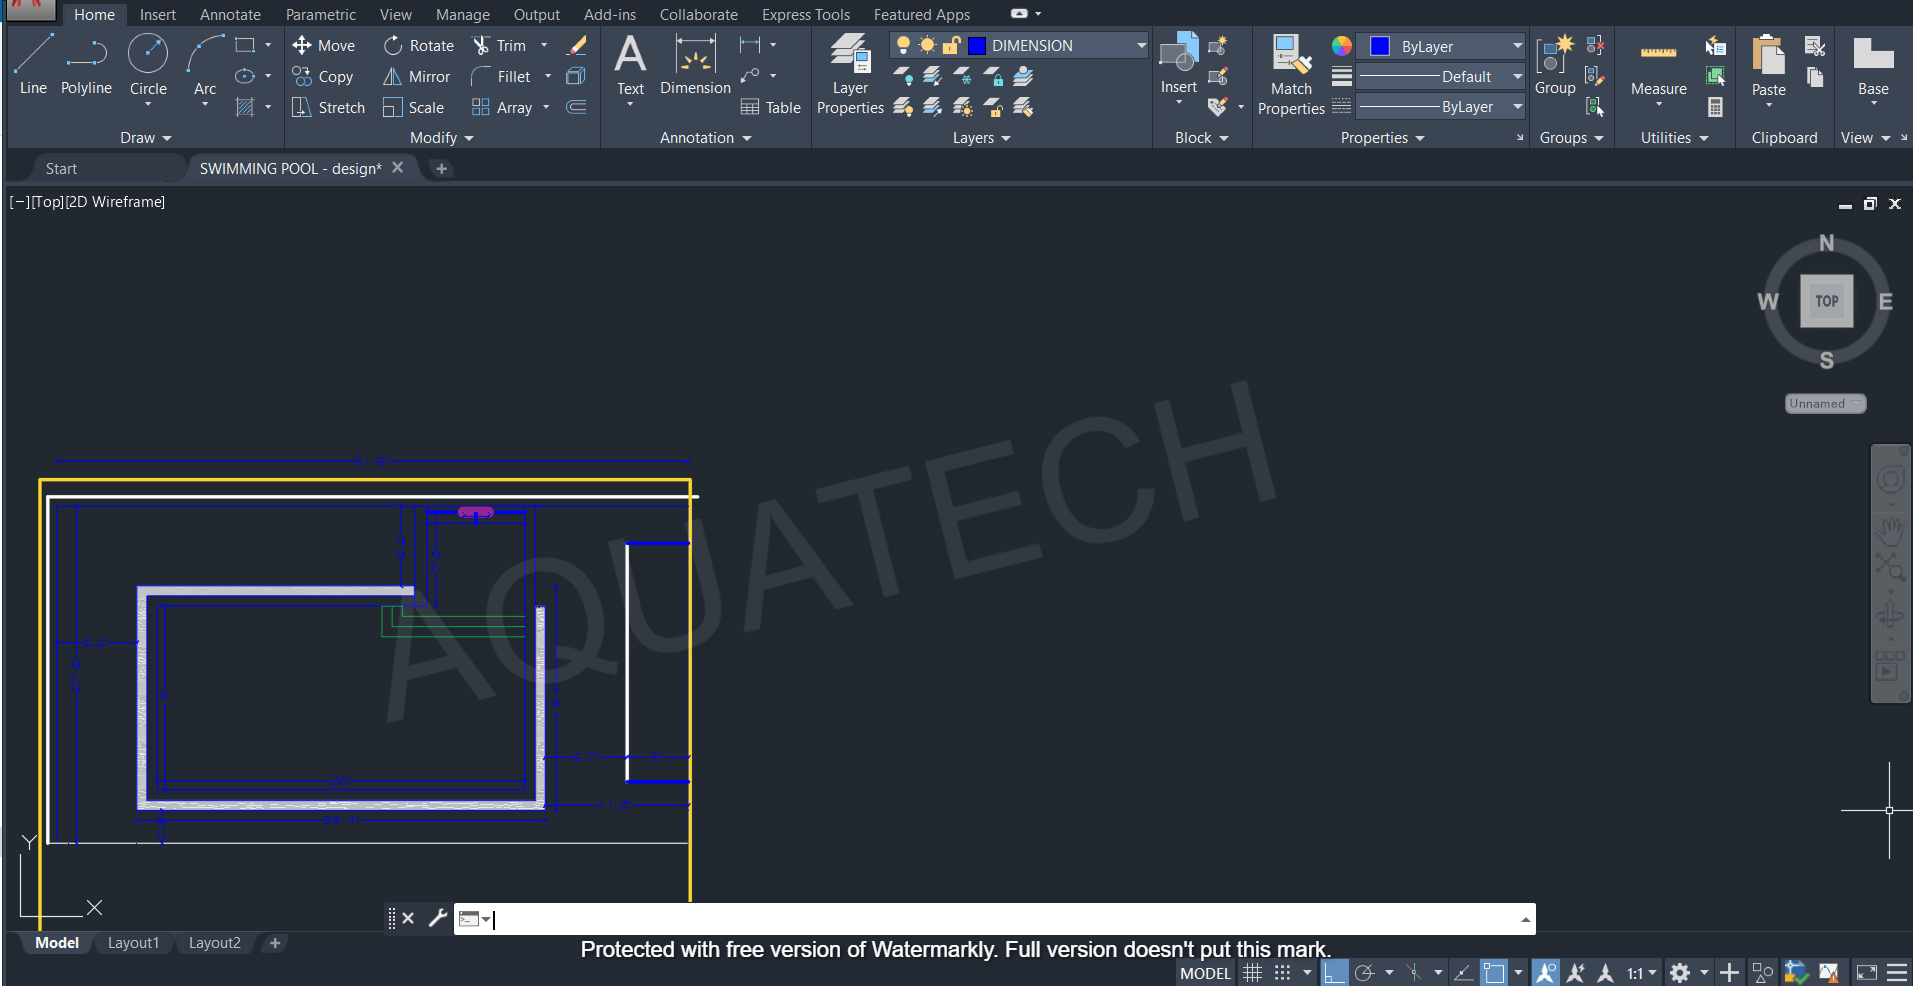 Home Insert Annotate Parametric View Manage Output Add-ins Collaborate Express Tools Featured Apps
Line Polyline Circle Arc
Move Rotate Trim
Copy Mirror Fillet
Stretch Scale Array
Text Dimension
Table
Layer Properties
DIMENSION
Insert
Match Properties
ByLayer
Default
ByLayer
Group
Measure
Paste
Base
Draw Modify Annotation Layers Block Properties Groups Utilities Clipboard View
Start SWIMMING POOL - design*
[−][Top][2D Wireframe]
N
W TOP E
S
Unnamed
AQUATECH
Y
X
Model Layout1 Layout2
Protected with free version of Watermarkly. Full version doesn't put this mark.
MODEL 1:1